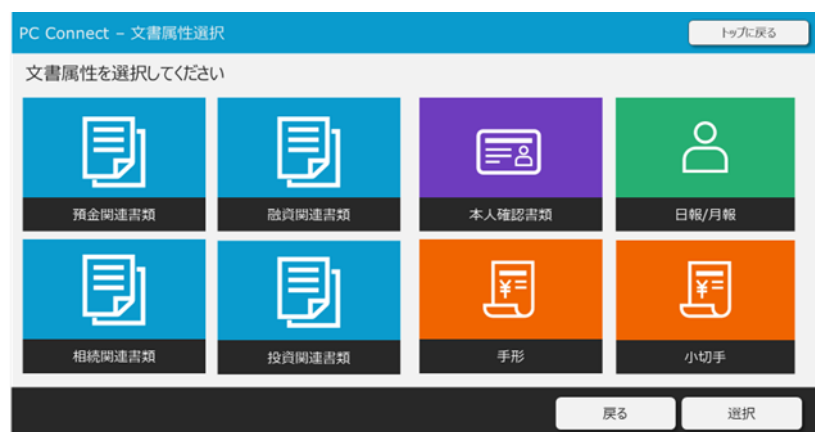 PC Connect – 文書属性選択
トップに戻る
文書属性を選択してください
預金関連書類
融資関連書類
本人確認書類
日報/月報
相続関連書類
投資関連書類
手形
小切手
戻る
選択